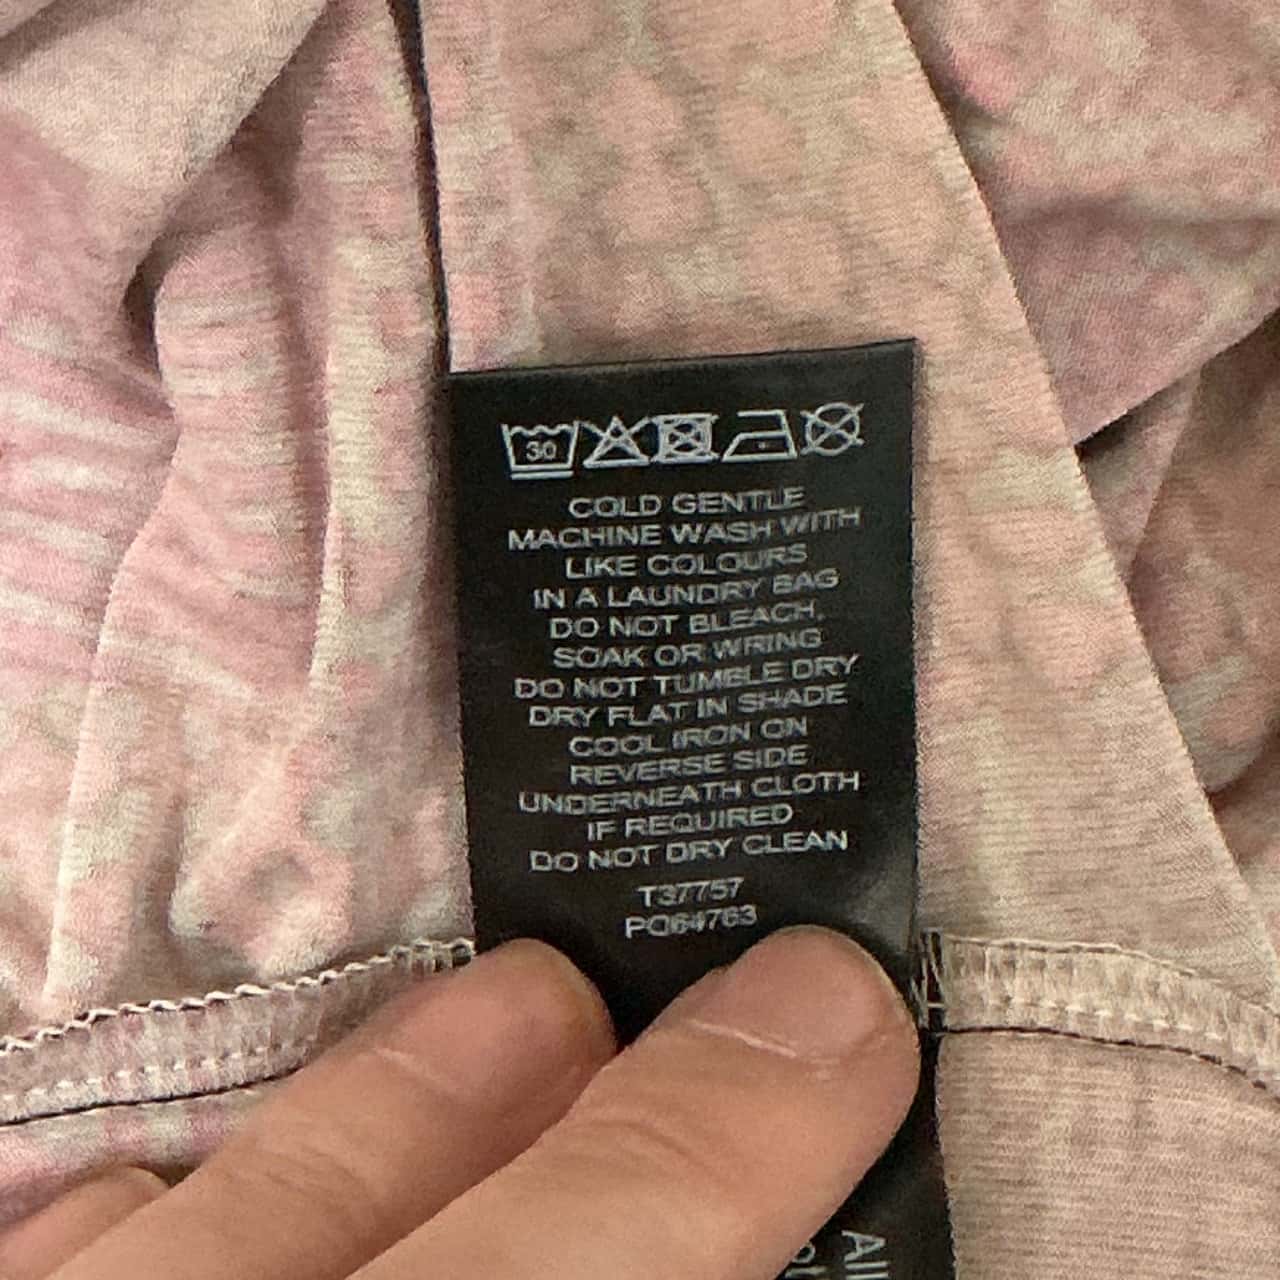 30
COLD GENTLE
MACHINE WASH WITH
LIKE COLOURS
IN A LAUNDRY BAG
DO NOT BLEACH,
SOAK OR WRING
DO NOT TUMBLE DRY
DRY FLAT IN SHADE
COOL IRON ON
REVERSE SIDE
UNDERNEATH CLOTH
IF REQUIRED
DO NOT DRY CLEAN
T37757
PO64763